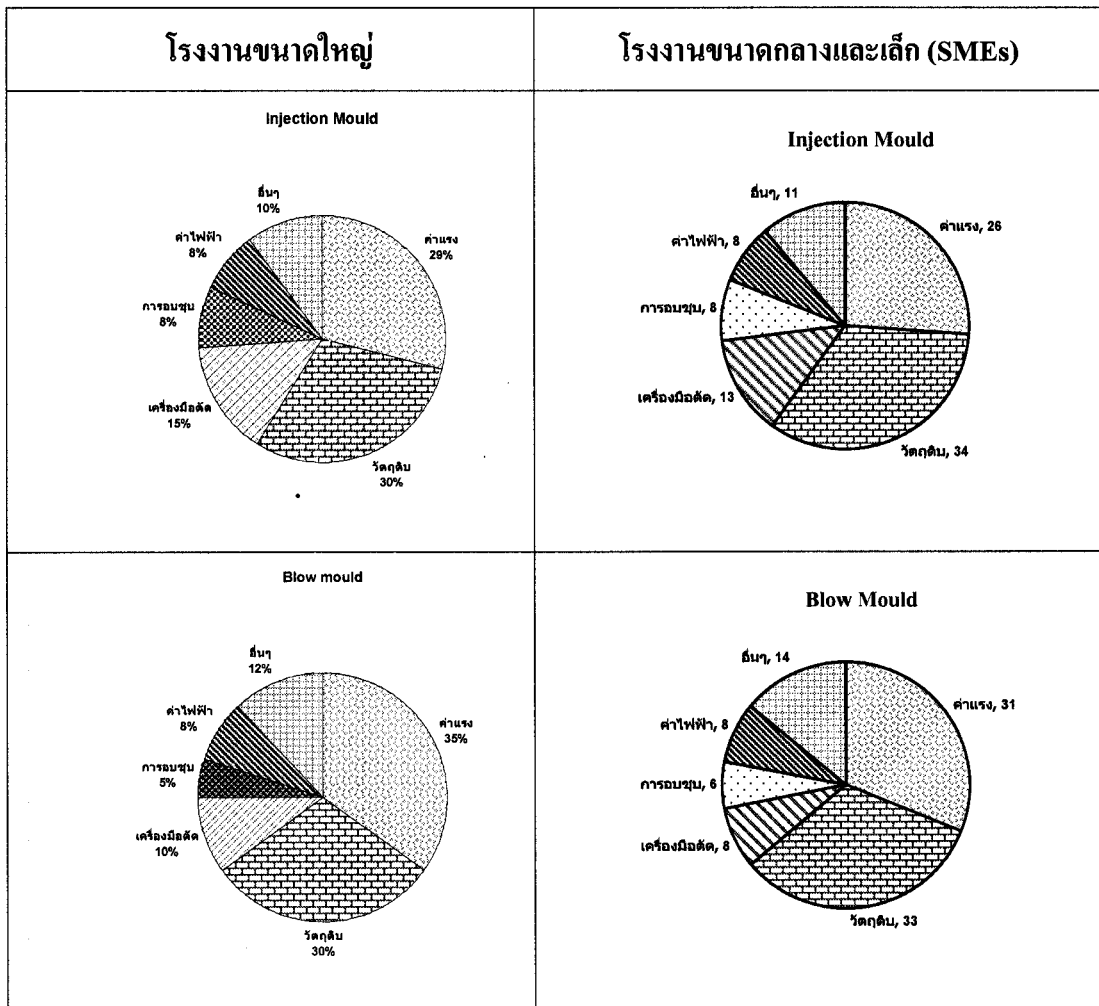 โรงงานขนาดใหญ่
โรงงานขนาดกลางและเล็ก (SMEs)
Injection Mould
อื่นๆ
10%
ค่าแรง
29%
ค่าไฟฟ้า
8%
การอบชุบ
8%
เครื่องมือตัด
15%
วัตถุดิบ
30%
Injection Mould
อื่นๆ, 11
ค่าแรง, 26
ค่าไฟฟ้า, 8
การอบชุบ, 8
เครื่องมือตัด, 13
วัตถุดิบ, 34
Blow mould
อื่นๆ
12%
ค่าแรง
35%
ค่าไฟฟ้า
8%
การอบชุบ
5%
เครื่องมือตัด
10%
วัตถุดิบ
30%
Blow Mould
อื่นๆ, 14
ค่าแรง, 31
ค่าไฟฟ้า, 8
การอบชุบ, 6
เครื่องมือตัด, 8
วัตถุดิบ, 33